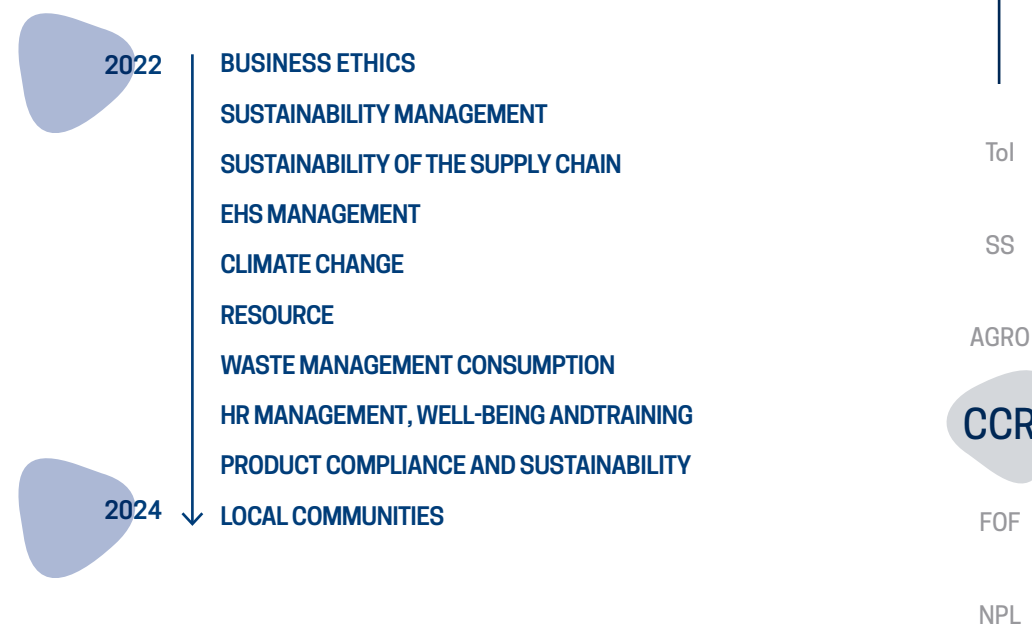 2022
BUSINESS ETHICS
SUSTAINABILITY MANAGEMENT
SUSTAINABILITY OF THE SUPPLY CHAIN
EHS MANAGEMENT
CLIMATE CHANGE
RESOURCE
WASTE MANAGEMENT CONSUMPTION
HR MANAGEMENT, WELL-BEING ANDTRAINING
PRODUCT COMPLIANCE AND SUSTAINABILITY
2024
LOCAL COMMUNITIES
ToI
SS
AGRO
CCR
FOF
NPL